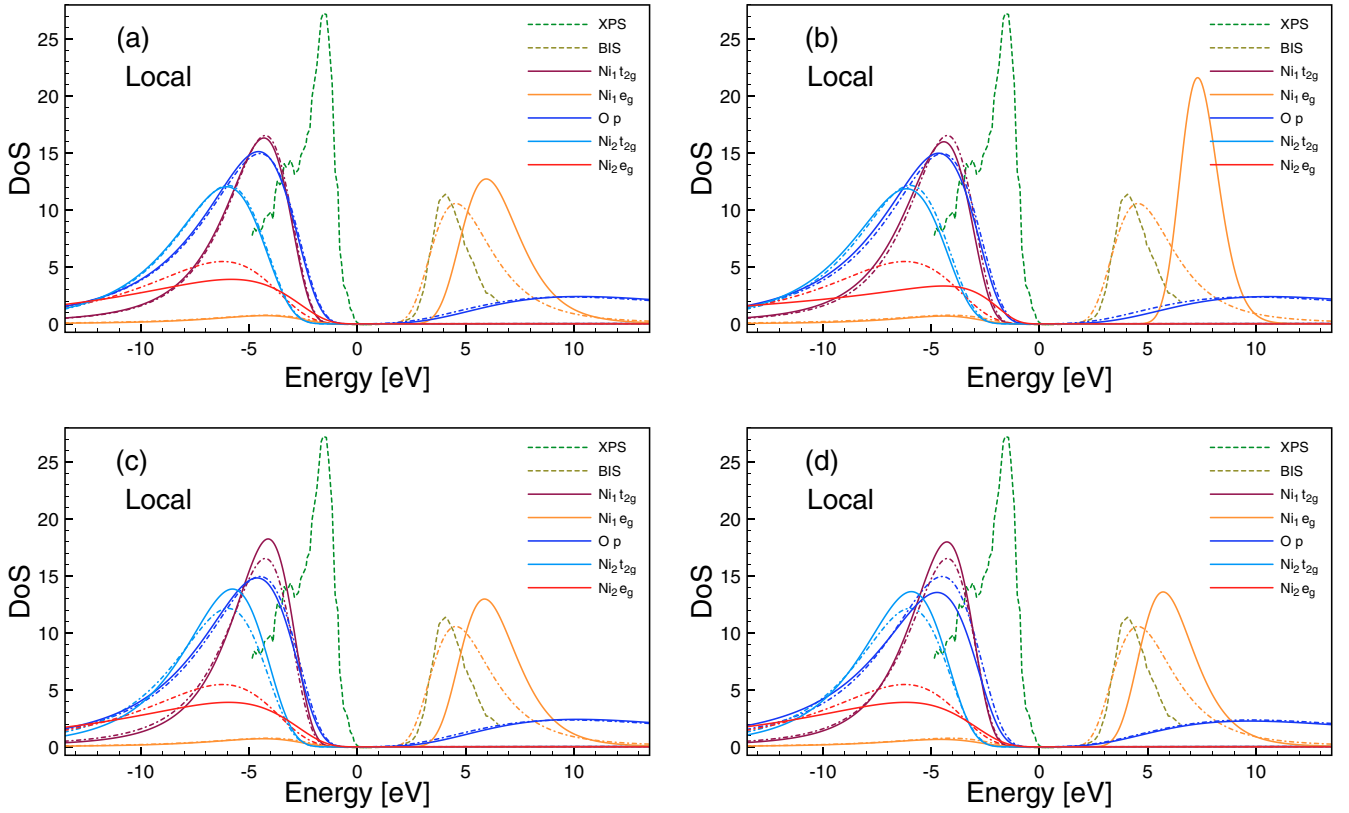 (a)
Local
DoS
25
20
15
10
5
0
-10
-5
0
5
10
Energy [eV]
XPS
BIS
Ni₁ t₂g
Ni₁ eg
O p
Ni₂ t₂g
Ni₂ eg
(b)
Local
DoS
25
20
15
10
5
0
-10
-5
0
5
10
Energy [eV]
XPS
BIS
Ni₁ t₂g
Ni₁ eg
O p
Ni₂ t₂g
Ni₂ eg
(c)
Local
DoS
25
20
15
10
5
0
-10
-5
0
5
10
Energy [eV]
XPS
BIS
Ni₁ t₂g
Ni₁ eg
O p
Ni₂ t₂g
Ni₂ eg
(d)
Local
DoS
25
20
15
10
5
0
-10
-5
0
5
10
Energy [eV]
XPS
BIS
Ni₁ t₂g
Ni₁ eg
O p
Ni₂ t₂g
Ni₂ eg